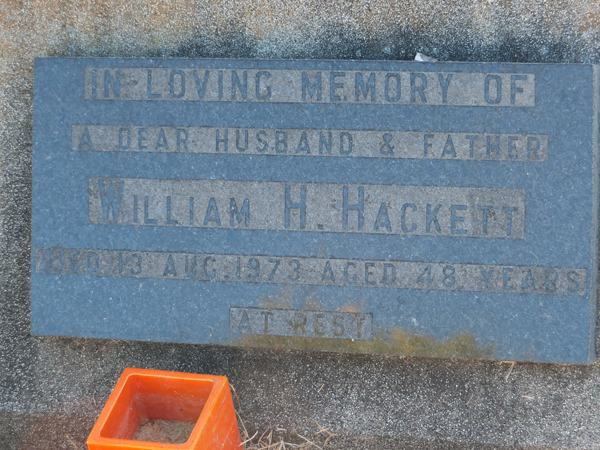 IN LOVING MEMORY OF
A DEAR HUSBAND & FATHER
WILLIAM H. HACKETT
DIED 13 AUG. 1973 AGED 48 YEARS
AT REST